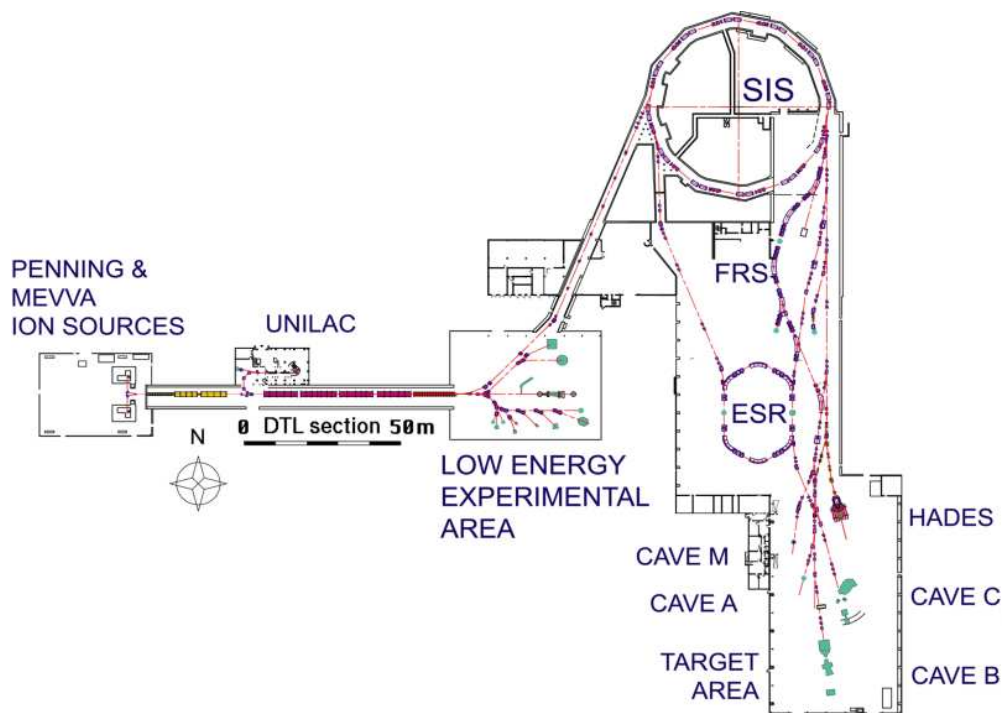 SIS
FRS
PENNING &
MEVVA
ION SOURCES
UNILAC
ESR
0 DTL section 50m
N
LOW ENERGY
EXPERIMENTAL
AREA
HADES
CAVE M
CAVE A
CAVE C
TARGET
AREA
CAVE B